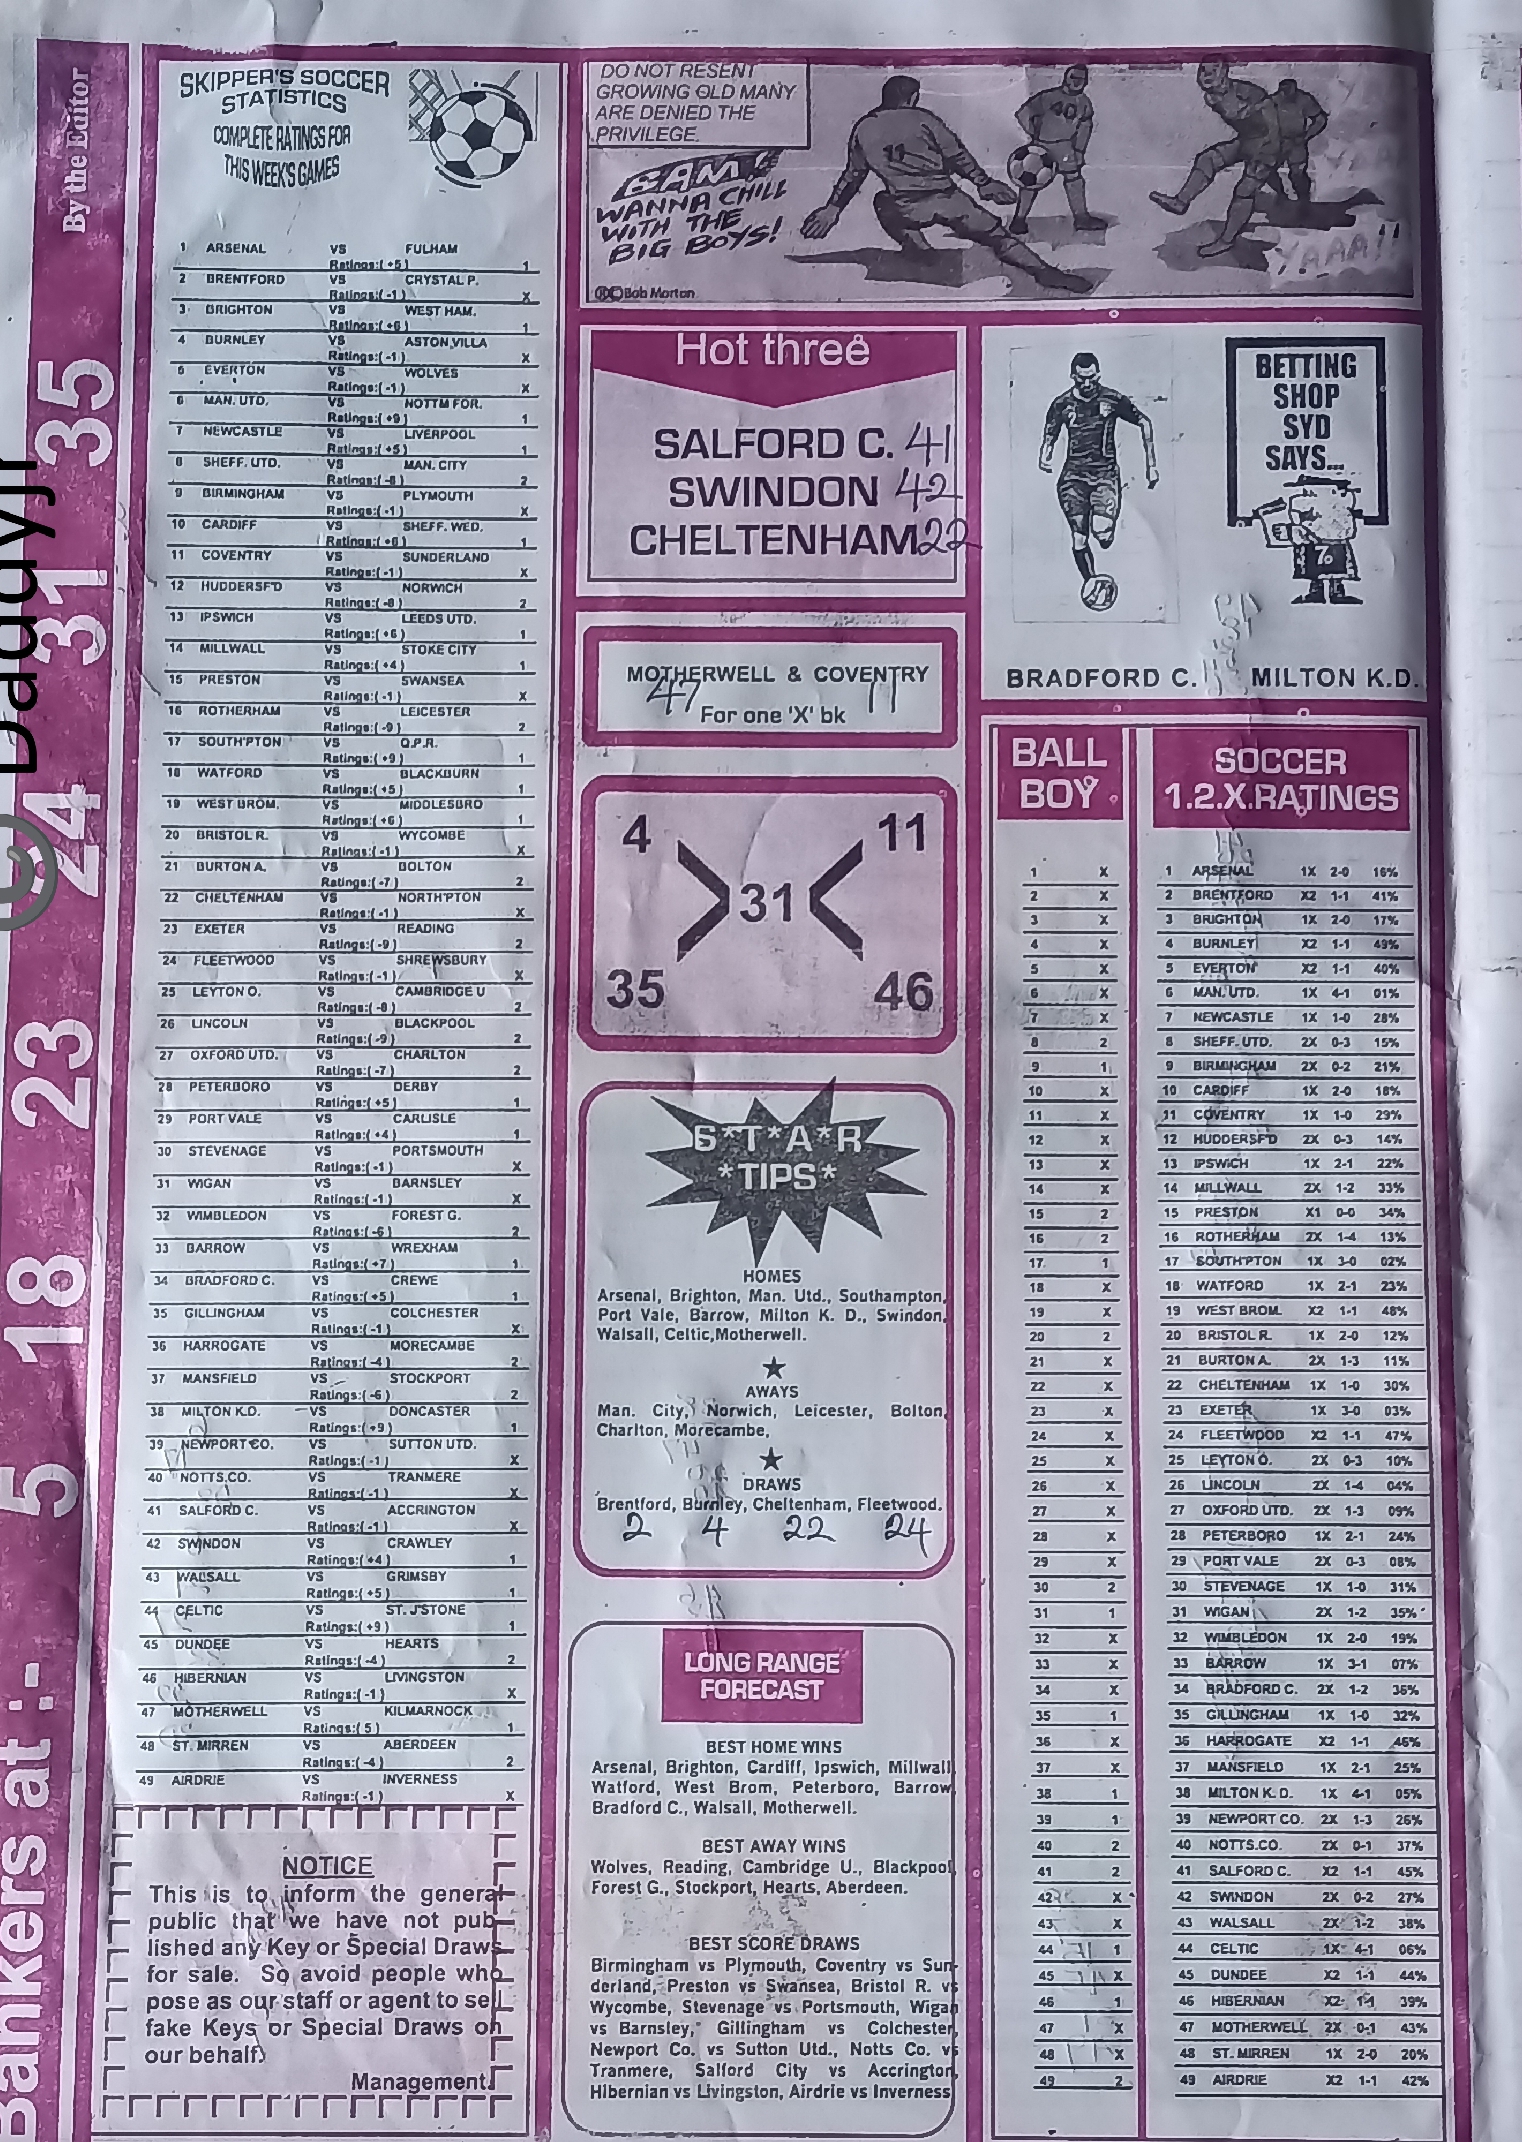 By the Editor
Bankers at :- 5 18 23 24 31 35
Daddyjr
SKIPPER'S SOCCER
STATISTICS
COMPLETE RATINGS FOR
THIS WEEK'S GAMES
1 ARSENAL VS FULHAM
Ratings:( +5 ) 1
2 BRENTFORD VS CRYSTAL P.
Ratings:( -1 ) X
3 BRIGHTON VS WEST HAM.
Ratings:( +6 ) 1
4 BURNLEY VS ASTON VILLA
Ratings:( -1 ) X
5 EVERTON VS WOLVES
Ratings:( -1 ) X
6 MAN. UTD. VS NOTTM FOR.
Ratings:( +9 ) 1
7 NEWCASTLE VS LIVERPOOL
Ratings:( +5 ) 1
8 SHEFF. UTD. VS MAN. CITY
Ratings:( -8 ) 2
9 BIRMINGHAM VS PLYMOUTH
Ratings:( -1 ) X
10 CARDIFF VS SHEFF. WED.
Ratings:( +6 ) 1
11 COVENTRY VS SUNDERLAND
Ratings:( -1 ) X
12 HUDDERSF'D VS NORWICH
Ratings:( -8 ) 2
13 IPSWICH VS LEEDS UTD.
Ratings:( +6 ) 1
14 MILLWALL VS STOKE CITY
Ratings:( +4 ) 1
15 PRESTON VS SWANSEA
Ratings:( -1 ) X
16 ROTHERHAM VS LEICESTER
Ratings:( -9 ) 2
17 SOUTH'PTON VS Q.P.R.
Ratings:( +9 ) 1
18 WATFORD VS BLACKBURN
Ratings:( +5 ) 1
19 WEST BROM. VS MIDDLESBRO
Ratings:( +6 ) 1
20 BRISTOL R. VS WYCOMBE
Ratings:( -1 ) X
21 BURTON A. VS BOLTON
Ratings:( -7 ) 2
22 CHELTENHAM VS NORTH'PTON
Ratings:( -1 ) X
23 EXETER VS READING
Ratings:( -9 ) 2
24 FLEETWOOD VS SHREWSBURY
Ratings:( -1 ) X
25 LEYTON O. VS CAMBRIDGE U
Ratings:( -8 ) 2
26 LINCOLN VS BLACKPOOL
Ratings:( -9 ) 2
27 OXFORD UTD. VS CHARLTON
Ratings:( -7 ) 2
28 PETERBORO VS DERBY
Ratings:( +5 ) 1
29 PORT VALE VS CARLISLE
Ratings:( +4 ) 1
30 STEVENAGE VS PORTSMOUTH
Ratings:( -1 ) X
31 WIGAN VS BARNSLEY
Ratings:( -1 ) X
32 WIMBLEDON VS FOREST G.
Ratings:( -6 ) 2
33 BARROW VS WREXHAM
Ratings:( +7 ) 1
34 BRADFORD C. VS CREWE
Ratings:( +5 ) 1
35 GILLINGHAM VS COLCHESTER
Ratings:( -1 ) X
36 HARROGATE VS MORECAMBE
Ratings:( -4 ) 2
37 MANSFIELD VS STOCKPORT
Ratings:( -6 ) 2
38 MILTON K.D. VS DONCASTER
Ratings:( +9 ) 1
39 NEWPORT CO. VS SUTTON UTD.
Ratings:( -1 ) X
40 NOTTS.CO. VS TRANMERE
Ratings:( -1 ) X
41 SALFORD C. VS ACCRINGTON
Ratings:( -1 ) X
42 SWINDON VS CRAWLEY
Ratings:( +4 ) 1
43 WALSALL VS GRIMSBY
Ratings:( +5 ) 1
44 CELTIC VS ST. J'STONE
Ratings:( +9 ) 1
45 DUNDEE VS HEARTS
Ratings:( -4 ) 2
46 HIBERNIAN VS LIVINGSTON
Ratings:( -1 ) X
47 MOTHERWELL VS KILMARNOCK
Ratings:( 5 ) 1
48 ST. MIRREN VS ABERDEEN
Ratings:( -4 ) 2
49 AIRDRIE VS INVERNESS
Ratings:( -1 ) X
NOTICE
This is to inform the general
public that we have not pub-
lished any Key or Special Draws
for sale. So avoid people who
pose as our staff or agent to sell
fake Keys or Special Draws on
our behalf.
Management.
DO NOT RESENT
GROWING OLD MANY
ARE DENIED THE
PRIVILEGE.
BAM!
WANNA CHILL
WITH THE
BIG BOYS!
11
40
YAAA!!
Bob Morton
Hot three
SALFORD C. 41
SWINDON 42
CHELTENHAM 22
MOTHERWELL & COVENTRY
47 11
For one 'X' bk
4 11
31
35 46
S*T*A*R
*TIPS*
HOMES
Arsenal, Brighton, Man. Utd., Southampton,
Port Vale, Barrow, Milton K. D., Swindon,
Walsall, Celtic,Motherwell.
AWAYS
Man. City, Norwich, Leicester, Bolton,
Charlton, Morecambe,
DRAWS
Brentford, Burnley, Cheltenham, Fleetwood.
2 4 22 24
LONG RANGE
FORECAST
BEST HOME WINS
Arsenal, Brighton, Cardiff, Ipswich, Millwall
Watford, West Brom, Peterboro, Barrow
Bradford C., Walsall, Motherwell.
BEST AWAY WINS
Wolves, Reading, Cambridge U., Blackpool,
Forest G., Stockport, Hearts, Aberdeen.
BEST SCORE DRAWS
Birmingham vs Plymouth, Coventry vs Sun-
derland, Preston vs Swansea, Bristol R. vs
Wycombe, Stevenage vs Portsmouth, Wigan
vs Barnsley, Gillingham vs Colchester,
Newport Co. vs Sutton Utd., Notts Co. vs
Tranmere, Salford City vs Accrington,
Hibernian vs Livingston, Airdrie vs Inverness
BETTING
SHOP
SYD
SAYS...
7
BRADFORD C. MILTON K.D.
BALL
BOY
1 X
2 X
3 X
4 X
5 X
6 X
7 X
8 2
9 1
10 X
11 X
12 X
13 X
14 X
15 2
16 2
17 1
18 X
19 X
20 2
21 X
22 X
23 X
24 X
25 X
26 X
27 X
28 X
29 X
30 2
31 1
32 X
33 X
34 X
35 1
36 X
37 X
38 1
39 1
40 2
41 2
42 X
43 X
44 1
45 X
46 1
47 X
48 X
49 2
SOCCER
1.2.X.RATINGS
1 ARSENAL 1X 2-0 16%
2 BRENTFORD X2 1-1 41%
3 BRIGHTON 1X 2-0 17%
4 BURNLEY X2 1-1 49%
5 EVERTON X2 1-1 40%
6 MAN. UTD. 1X 4-1 01%
7 NEWCASTLE 1X 1-0 28%
8 SHEFF. UTD. 2X 0-3 15%
9 BIRMINGHAM 2X 0-2 21%
10 CARDIFF 1X 2-0 18%
11 COVENTRY 1X 1-0 29%
12 HUDDERSF'D 2X 0-3 14%
13 IPSWICH 1X 2-1 22%
14 MILLWALL 2X 1-2 33%
15 PRESTON X1 0-0 34%
16 ROTHERHAM 2X 1-4 13%
17 SOUTH'PTON 1X 3-0 02%
18 WATFORD 1X 2-1 23%
19 WEST BROM. X2 1-1 48%
20 BRISTOL R. 1X 2-0 12%
21 BURTON A. 2X 1-3 11%
22 CHELTENHAM 1X 1-0 30%
23 EXETER 1X 3-0 03%
24 FLEETWOOD X2 1-1 47%
25 LEYTON O. 2X 0-3 10%
26 LINCOLN 2X 1-4 04%
27 OXFORD UTD. 2X 1-3 09%
28 PETERBORO 1X 2-1 24%
29 PORT VALE 2X 0-3 08%
30 STEVENAGE 1X 1-0 31%
31 WIGAN 2X 1-2 35%
32 WIMBLEDON 1X 2-0 19%
33 BARROW 1X 3-1 07%
34 BRADFORD C. 2X 1-2 36%
35 GILLINGHAM 1X 1-0 32%
36 HARROGATE X2 1-1 46%
37 MANSFIELD 1X 2-1 25%
38 MILTON K. D. 1X 4-1 05%
39 NEWPORT CO. 2X 1-3 26%
40 NOTTS.CO. 2X 0-1 37%
41 SALFORD C. X2 1-1 45%
42 SWINDON 2X 0-2 27%
43 WALSALL 2X 1-2 38%
44 CELTIC 1X 4-1 06%
45 DUNDEE X2 1-1 44%
46 HIBERNIAN X2 1-1 39%
47 MOTHERWELL 2X 0-1 43%
48 ST. MIRREN 1X 2-0 20%
49 AIRDRIE X2 1-1 42%